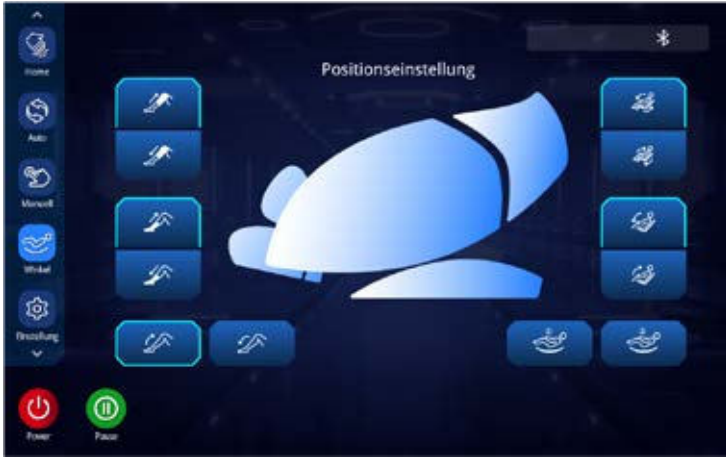 Positionseinstellung
Home
Auto
Manuell
Winkel
Einstellung
Power
Pause